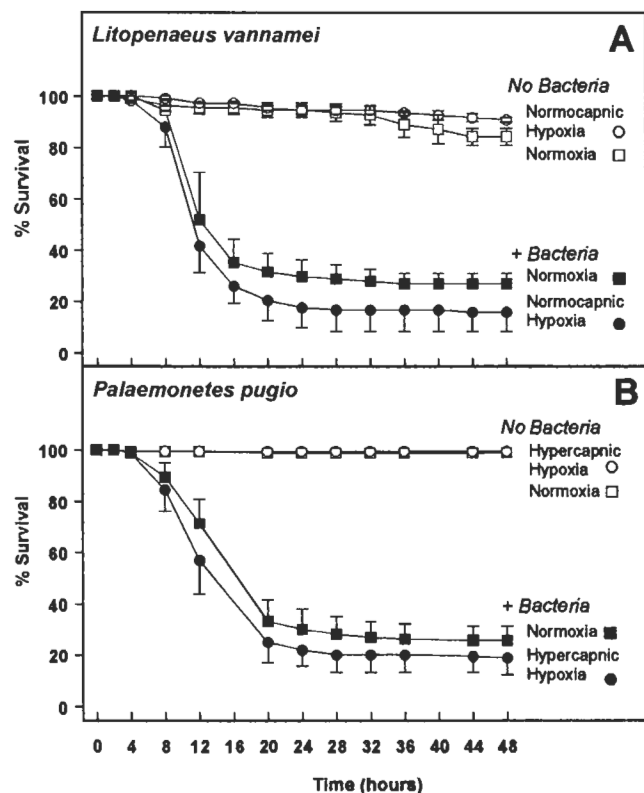 Litopenaeus vannamei
A
No Bacteria
Normocapnic
Hypoxia
Normoxia
+ Bacteria
Normoxia
Normocapnic
Hypoxia
% Survival
100
80
60
40
20
0
Palaemonetes pugio
B
No Bacteria
Hypercapnic
Hypoxia
Normoxia
+ Bacteria
Normoxia
Hypercapnic
Hypoxia
% Survival
100
80
60
40
20
0
0 4 8 12 16 20 24 28 32 36 40 44 48
Time (hours)